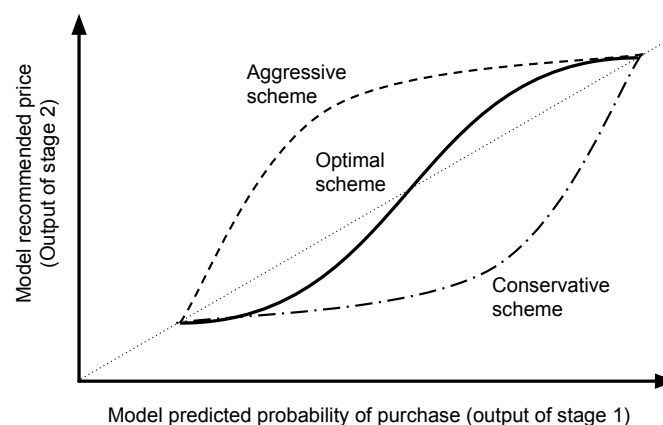 Aggressive
scheme
Optimal
scheme
Conservative
scheme
Model recommended price
(Output of stage 2)
Model predicted probability of purchase (output of stage 1)